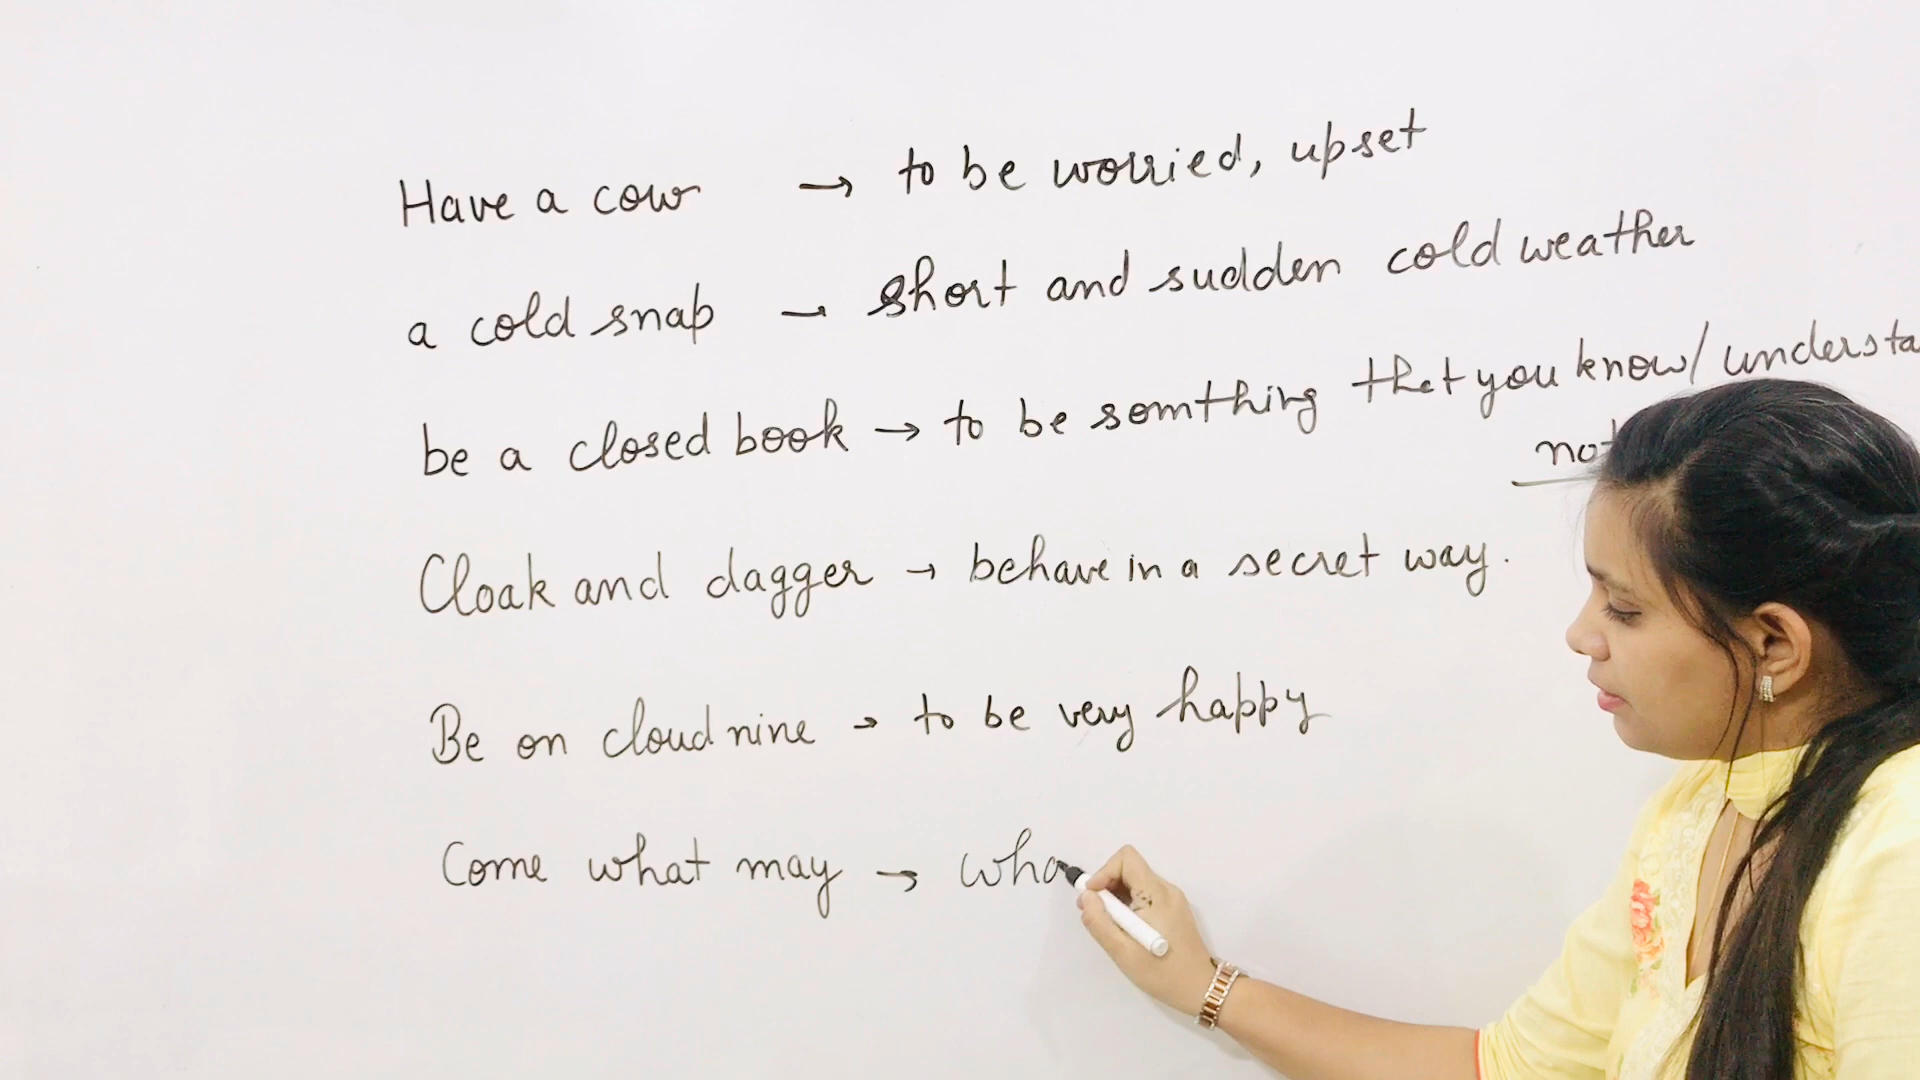 Have a cow → to be worried, upset
a cold snap → short and sudden cold weather
be a closed book → to be somthing that you know/
not
Cloak and dagger → behave in a secret way.
Be on cloud nine → to be very happy
Come what may →